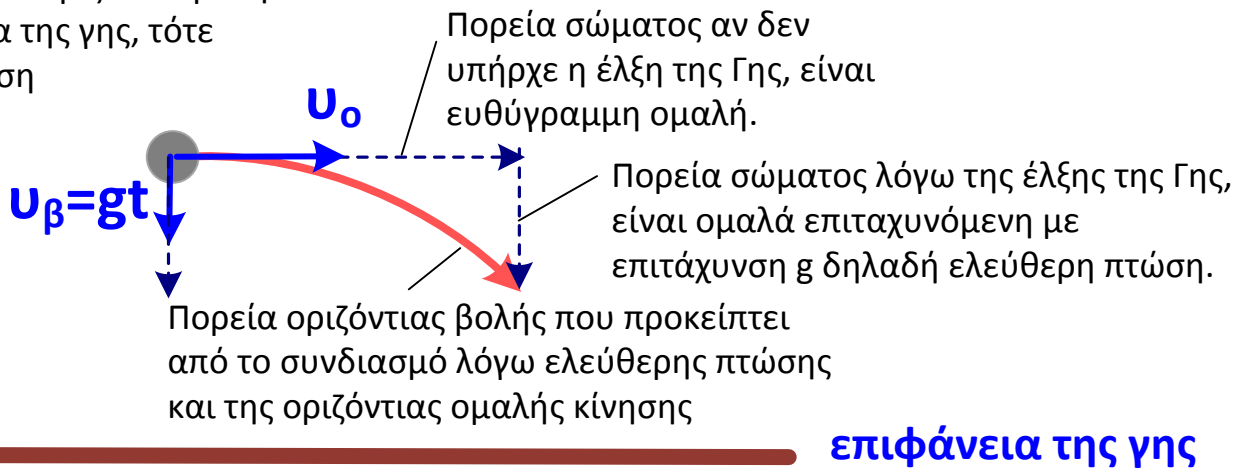 α της γης, τότε
ση
Πορεία σώματος αν δεν
υπήρχε η έλξη της Γης, είναι
ευθύγραμμη ομαλή.
υₒ
υᵦ=gt
Πορεία σώματος λόγω της έλξης της Γης,
είναι ομαλά επιταχυνόμενη με
επιτάχυνση g δηλαδή ελεύθερη πτώση.
Πορεία οριζόντιας βολής που προκείπτει
από το συνδιασμό λόγω ελεύθερης πτώσης
και της οριζόντιας ομαλής κίνησης
επιφάνεια της γης